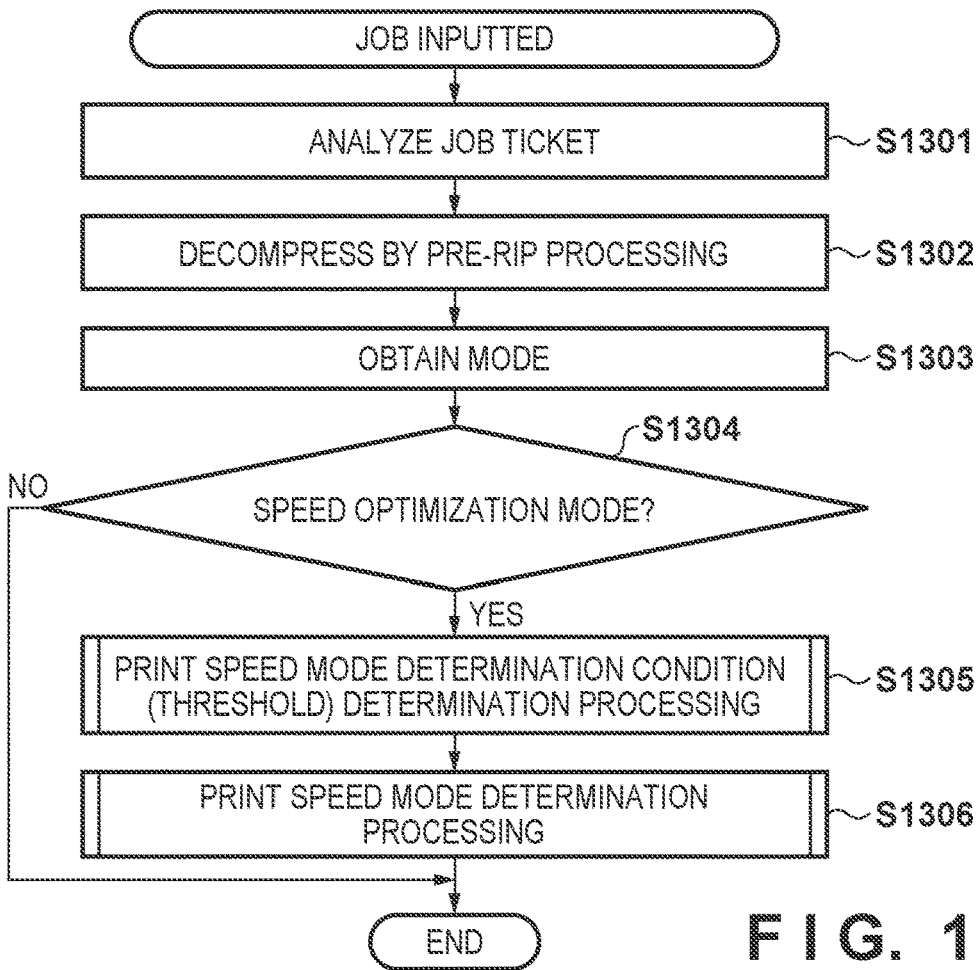 JOB INPUTTED
ANALYZE JOB TICKET
S1301
DECOMPRESS BY PRE-RIP PROCESSING
S1302
OBTAIN MODE
S1303
S1304
NO
SPEED OPTIMIZATION MODE?
YES
PRINT SPEED MODE DETERMINATION CONDITION
(THRESHOLD) DETERMINATION PROCESSING
S1305
PRINT SPEED MODE DETERMINATION
PROCESSING
S1306
END
FIG. 1